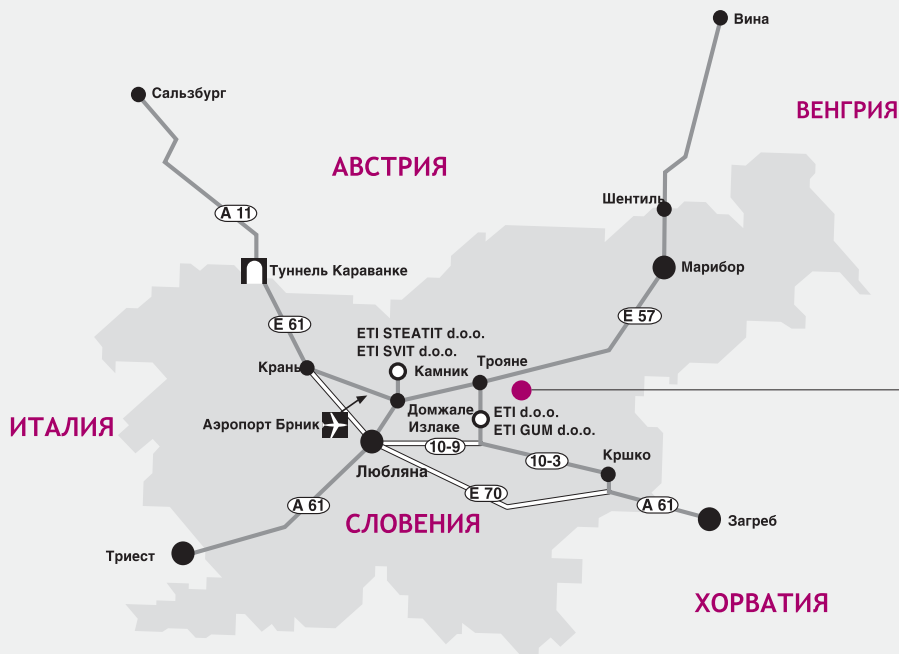 Вина
Сальзбург
ВЕНГРИЯ
АВСТРИЯ
Шентиль
A 11
Туннель Караванке
Марибор
E 61
E 57
ETI STEATIT d.o.o.
ETI SVIT d.o.o.
Трояне
Крань
Камник
Домжале
Излаке
ETI d.o.o.
ETI GUM d.o.o.
Аэропорт Брник
ИТАЛИЯ
10-9
Кршко
10-3
Любляна
E 70
A 61
A 61
СЛОВЕНИЯ
Загреб
Триест
ХОРВАТИЯ